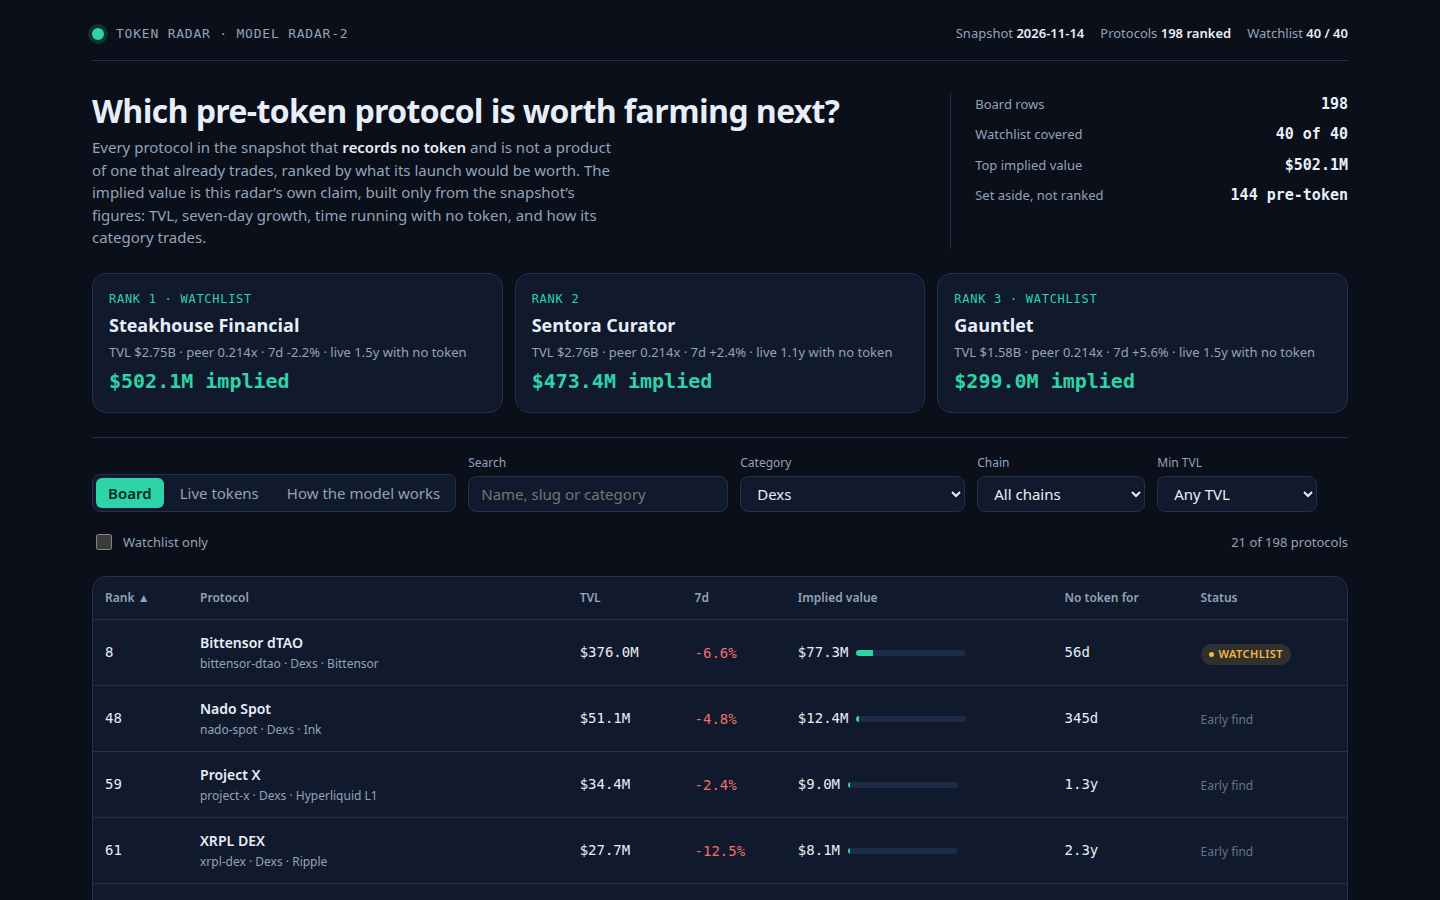 TOKEN RADAR · MODEL RADAR-2
Snapshot 2026-11-14 Protocols 198 ranked Watchlist 40 / 40
Which pre-token protocol is worth farming next?
Every protocol in the snapshot that records no token and is not a product
of one that already trades, ranked by what its launch would be worth. The
implied value is this radar's own claim, built only from the snapshot's
figures: TVL, seven-day growth, time running with no token, and how its
category trades.
Board rows 198
Watchlist covered 40 of 40
Top implied value $502.1M
Set aside, not ranked 144 pre-token
RANK 1 · WATCHLIST
Steakhouse Financial
TVL $2.75B · peer 0.214x · 7d -2.2% · live 1.5y with no token
$502.1M implied
RANK 2
Sentora Curator
TVL $2.76B · peer 0.214x · 7d +2.4% · live 1.1y with no token
$473.4M implied
RANK 3 · WATCHLIST
Gauntlet
TVL $1.58B · peer 0.214x · 7d +5.6% · live 1.5y with no token
$299.0M implied
Board Live tokens How the model works
Search
Name, slug or category
Category
Dexs
Chain
All chains
Min TVL
Any TVL
Watchlist only
21 of 198 protocols
Rank ▲ Protocol TVL 7d Implied value No token for Status
8 Bittensor dTAO $376.0M -6.6% $77.3M 56d WATCHLIST
bittensor-dtao · Dexs · Bittensor
48 Nado Spot $51.1M -4.8% $12.4M 345d Early find
nado-spot · Dexs · Ink
59 Project X $34.4M -2.4% $9.0M 1.3y Early find
project-x · Dexs · Hyperliquid L1
61 XRPL DEX $27.7M -12.5% $8.1M 2.3y Early find
xrpl-dex · Dexs · Ripple